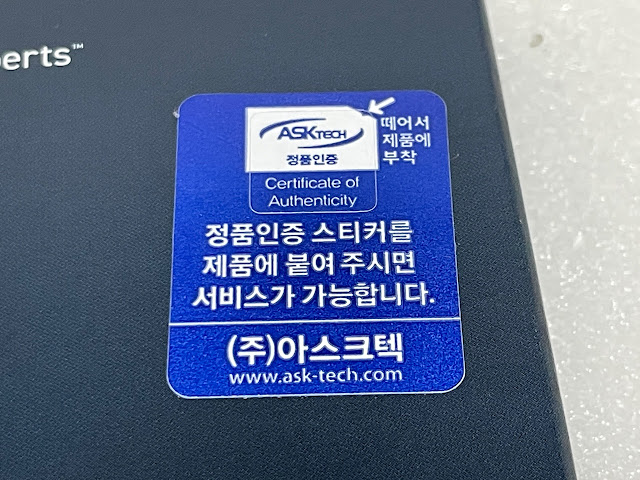 perts™
ASKTECH
정품인증
Certificate of
Authenticity
떼어서
제품에
부착
정품인증 스티커를
제품에 붙여 주시면
서비스가 가능합니다.
(주)아스크텍
www.ask-tech.com